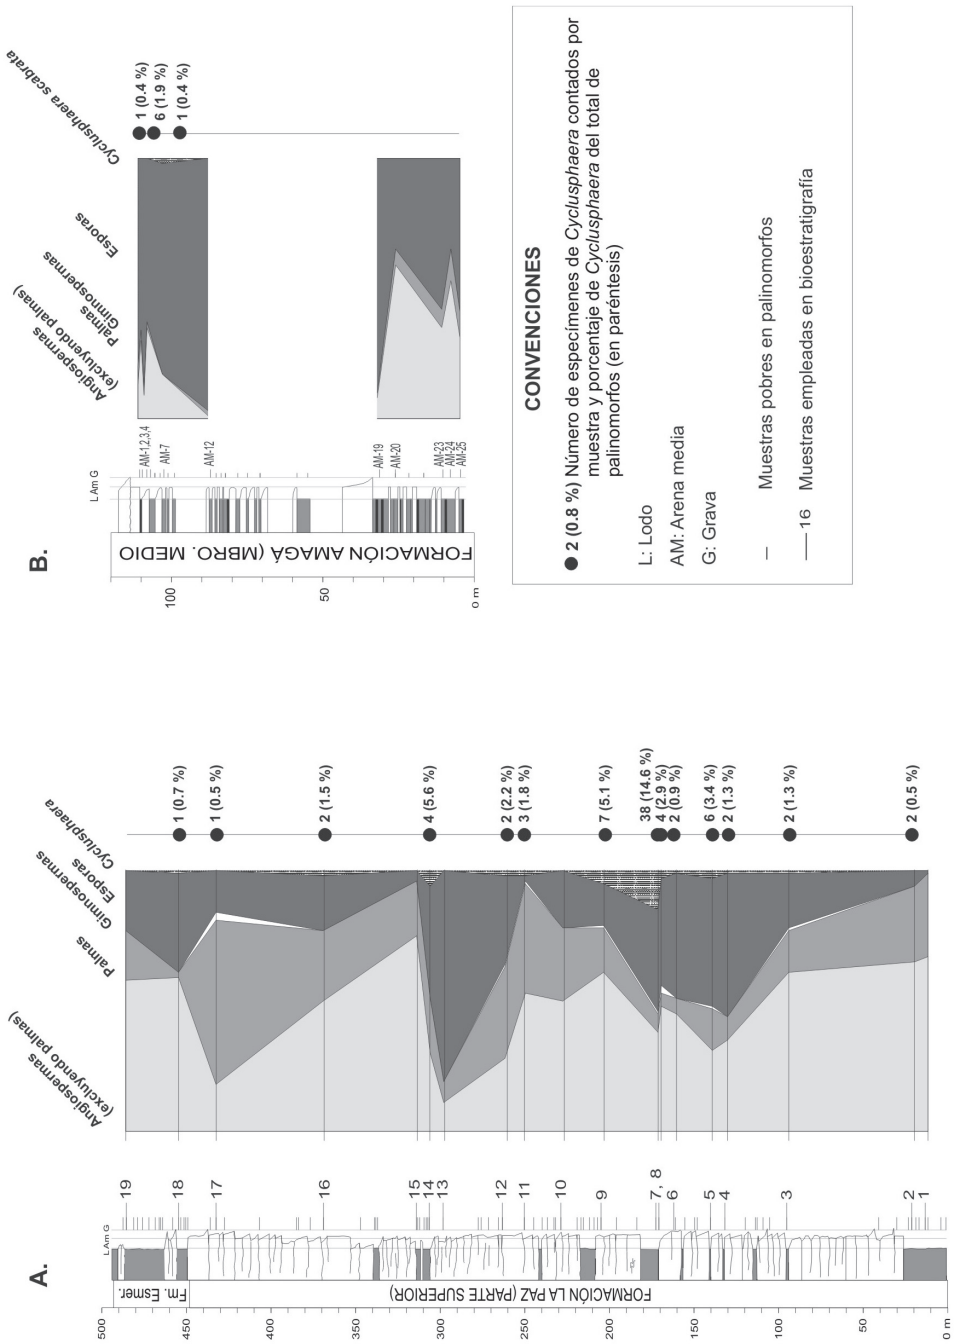 A.
Angiospermas
(excluyendo palmas)
Palmas
Gimnospermas
Esporas
Cyclusphaera
L Am G
Fm. Esmer.
FORMACIÓN LA PAZ (PARTE SUPERIOR)
500
450
400
350
300
250
200
150
100
50
0 m
19
18
17
16
15
14
13
12
11
10
9
7, 8
6
5
4
3
2
1
1 (0.7 %)
1 (0.5 %)
2 (1.5 %)
4 (5.6 %)
2 (2.2 %)
3 (1.8 %)
7 (5.1 %)
38 (14.6 %)
4 (2.9 %)
2 (0.9 %)
6 (3.4 %)
2 (1.3 %)
2 (1.3 %)
2 (0.5 %)
B.
Angiospermas
(excluyendo palmas)
Palmas
Gimnospermas
Esporas
Cyclusphaera scabrata
L Am G
FORMACIÓN AMAGÁ (MBRO. MEDIO)
100
50
0 m
AM-1,2,3,4
AM-7
AM-12
AM-19
AM-20
AM-23
AM-24
AM-25
1 (0.4 %)
6 (1.9 %)
1 (0.4 %)
CONVENCIONES
2 (0.8 %) Número de especímenes de Cyclusphaera contados por
muestra y porcentaje de Cyclusphaera del total de
palinomorfos (en paréntesis)
L: Lodo
AM: Arena media
G: Grava
Muestras pobres en palinomorfos
16 Muestras empleadas en bioestratigrafía